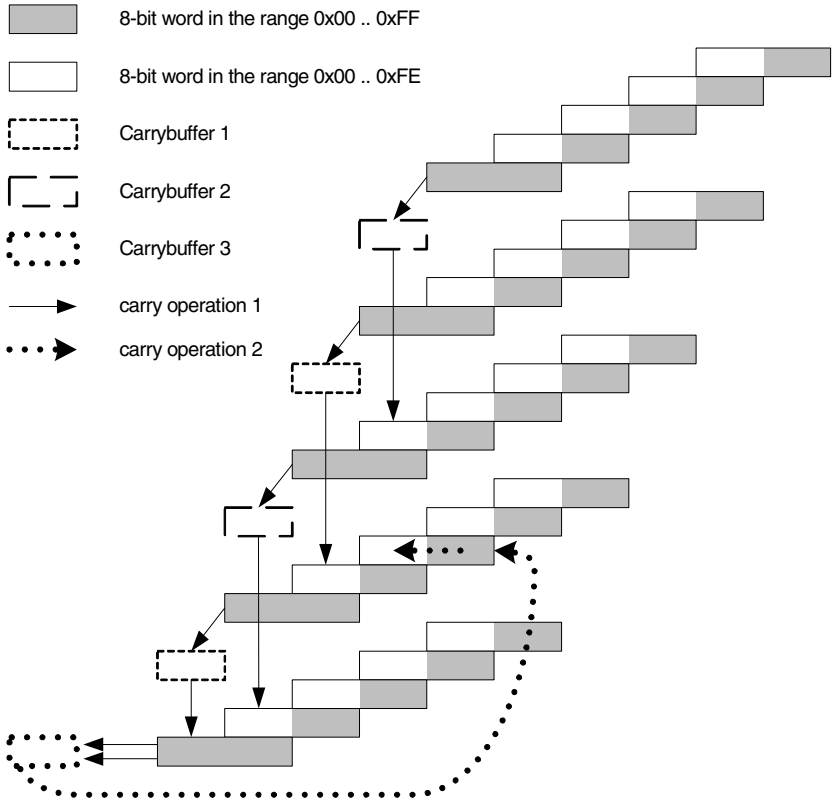 8-bit word in the range 0x00 .. 0xFF
8-bit word in the range 0x00 .. 0xFE
Carrybuffer 1
Carrybuffer 2
Carrybuffer 3
carry operation 1
carry operation 2